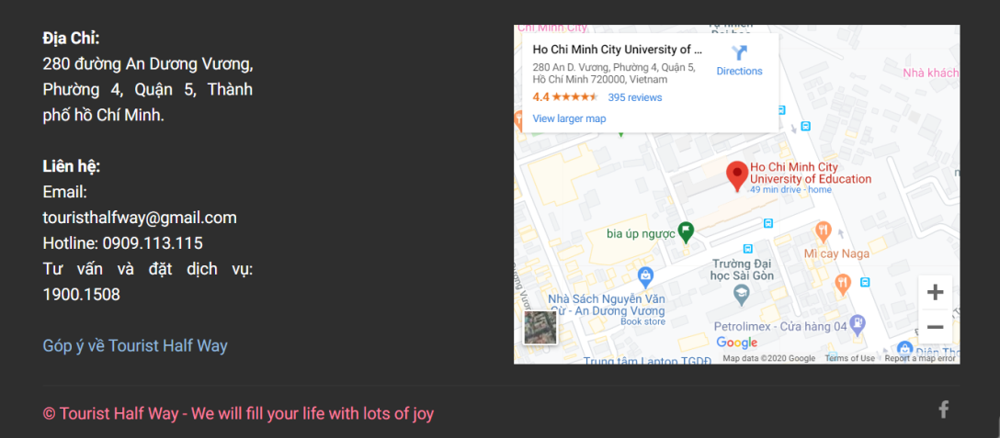 Địa Chỉ:
280 đường An Dương Vương,
Phường 4, Quận 5, Thành
phố hồ Chí Minh.
Liên hệ:
Email:
touristhalfway@gmail.com
Hotline: 0909.113.115
Tư vấn và đặt dịch vụ:
1900.1508
Góp ý về Tourist Half Way
Chi Minh City
Ho Chi Minh City University of ...
280 An D. Vương, Phường 4, Quận 5,
Hồ Chí Minh 720000, Vietnam
4.4
395 reviews
View larger map
Directions
Nhà khách
Ho Chi Minh City
University of Education
49 min drive - home
bia úp ngược
Mì cay Naga
Trường Đại
học Sài Gòn
Nhà Sách Nguyễn Văn
Cừ - An Dương Vương
Book store
Petrolimex - Cửa hàng 04
Google
Trung tâm Laptop TGDĐ
Map data ©2020 Google
Terms of Use
Report a map error
© Tourist Half Way - We will fill your life with lots of joy